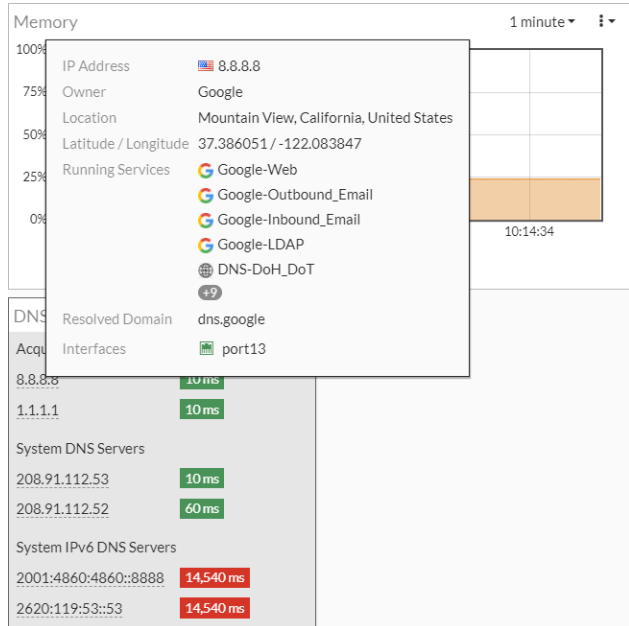 Memory
1 minute
100%
75%
50%
25%
0%
10:14:34
IP Address 8.8.8.8
Owner Google
Location Mountain View, California, United States
Latitude / Longitude 37.386051 / -122.083847
Running Services Google-Web
Google-Outbound_Email
Google-Inbound_Email
Google-LDAP
DNS-DoH_DoT
+9
Resolved Domain dns.google
Interfaces port13
DNS
Acqu
8.8.8.8 10 ms
1.1.1.1 10 ms
System DNS Servers
208.91.112.53 10 ms
208.91.112.52 60 ms
System IPv6 DNS Servers
2001:4860:4860::8888 14,540 ms
2620:119:53::53 14,540 ms